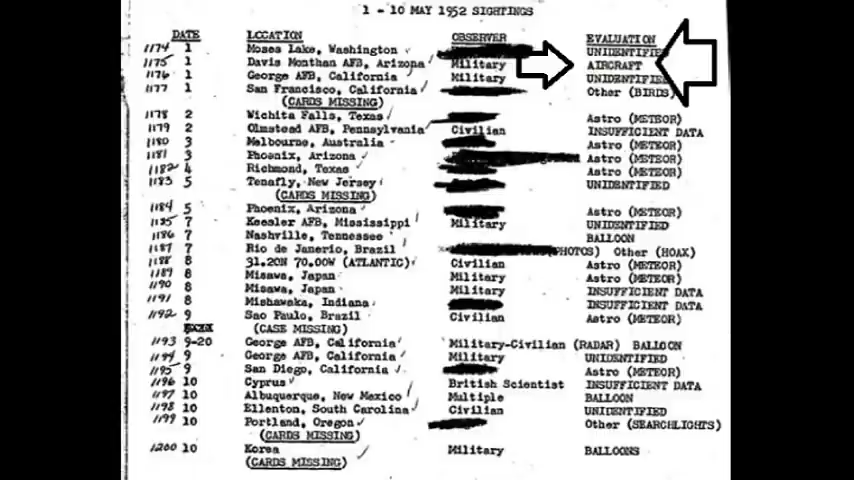 1 - 10 MAY 1952 SIGHTINGS
DATE LOCATION OBSERVER EVALUATION
1174 1 Moses Lake, Washington UNIDENTIFIED
1175 1 Davis Monthan AFB, Arizona Military AIRCRAFT
1176 1 George AFB, California Military UNIDENTIFIED
1177 1 San Francisco, California Other (BIRDS)
(CARDS MISSING)
1178 2 Wichita Falls, Texas Astro (METEOR)
1179 2 Olmstead AFB, Pennsylvania Civilian INSUFFICIENT DATA
1180 3 Melbourne, Australia Astro (METEOR)
1181 3 Phoenix, Arizona Astro (METEOR)
1182 4 Richmond, Texas Astro (METEOR)
1183 5 Tenafly, New Jersey UNIDENTIFIED
(CARDS MISSING)
1184 5 Phoenix, Arizona Astro (METEOR)
1185 7 Keesler AFB, Mississippi Military UNIDENTIFIED
1186 7 Nashville, Tennessee BALLOON
1187 7 Rio de Janerio, Brazil PHOTOS) Other (HOAX)
1188 8 31.20N 70.00W (ATLANTIC) Civilian Astro (METEOR)
1189 8 Misawa, Japan Military Astro (METEOR)
1190 8 Misawa, Japan Military INSUFFICIENT DATA
1191 8 Mishawaka, Indiana INSUFFICIENT DATA
1192 9 Sao Paulo, Brazil Civilian Astro (METEOR)
(CASE MISSING)
1193 9-20 George AFB, California Military-Civilian (RADAR) BALLOON
1194 9 George AFB, California Military UNIDENTIFIED
1195 9 San Diego, California Astro (METEOR)
1196 10 Cyprus British Scientist INSUFFICIENT DATA
1197 10 Albuquerque, New Mexico Multiple BALLOON
1198 10 Ellenton, South Carolina Civilian UNIDENTIFIED
1199 10 Portland, Oregon Other (SEARCHLIGHTS)
(CARDS MISSING)
1200 10 Korea Military BALLOONS
(CARDS MISSING)